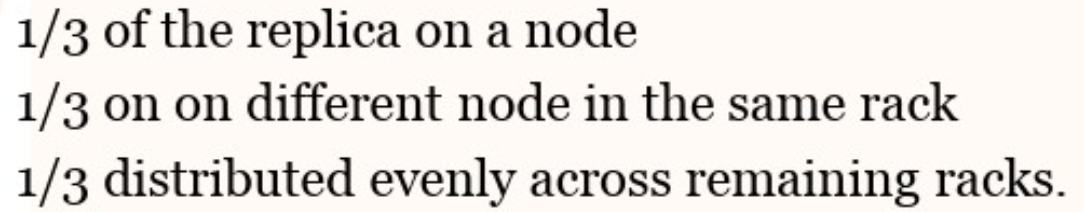 1/3 of the replica on a node
1/3 on on different node in the same rack
1/3 distributed evenly across remaining racks.